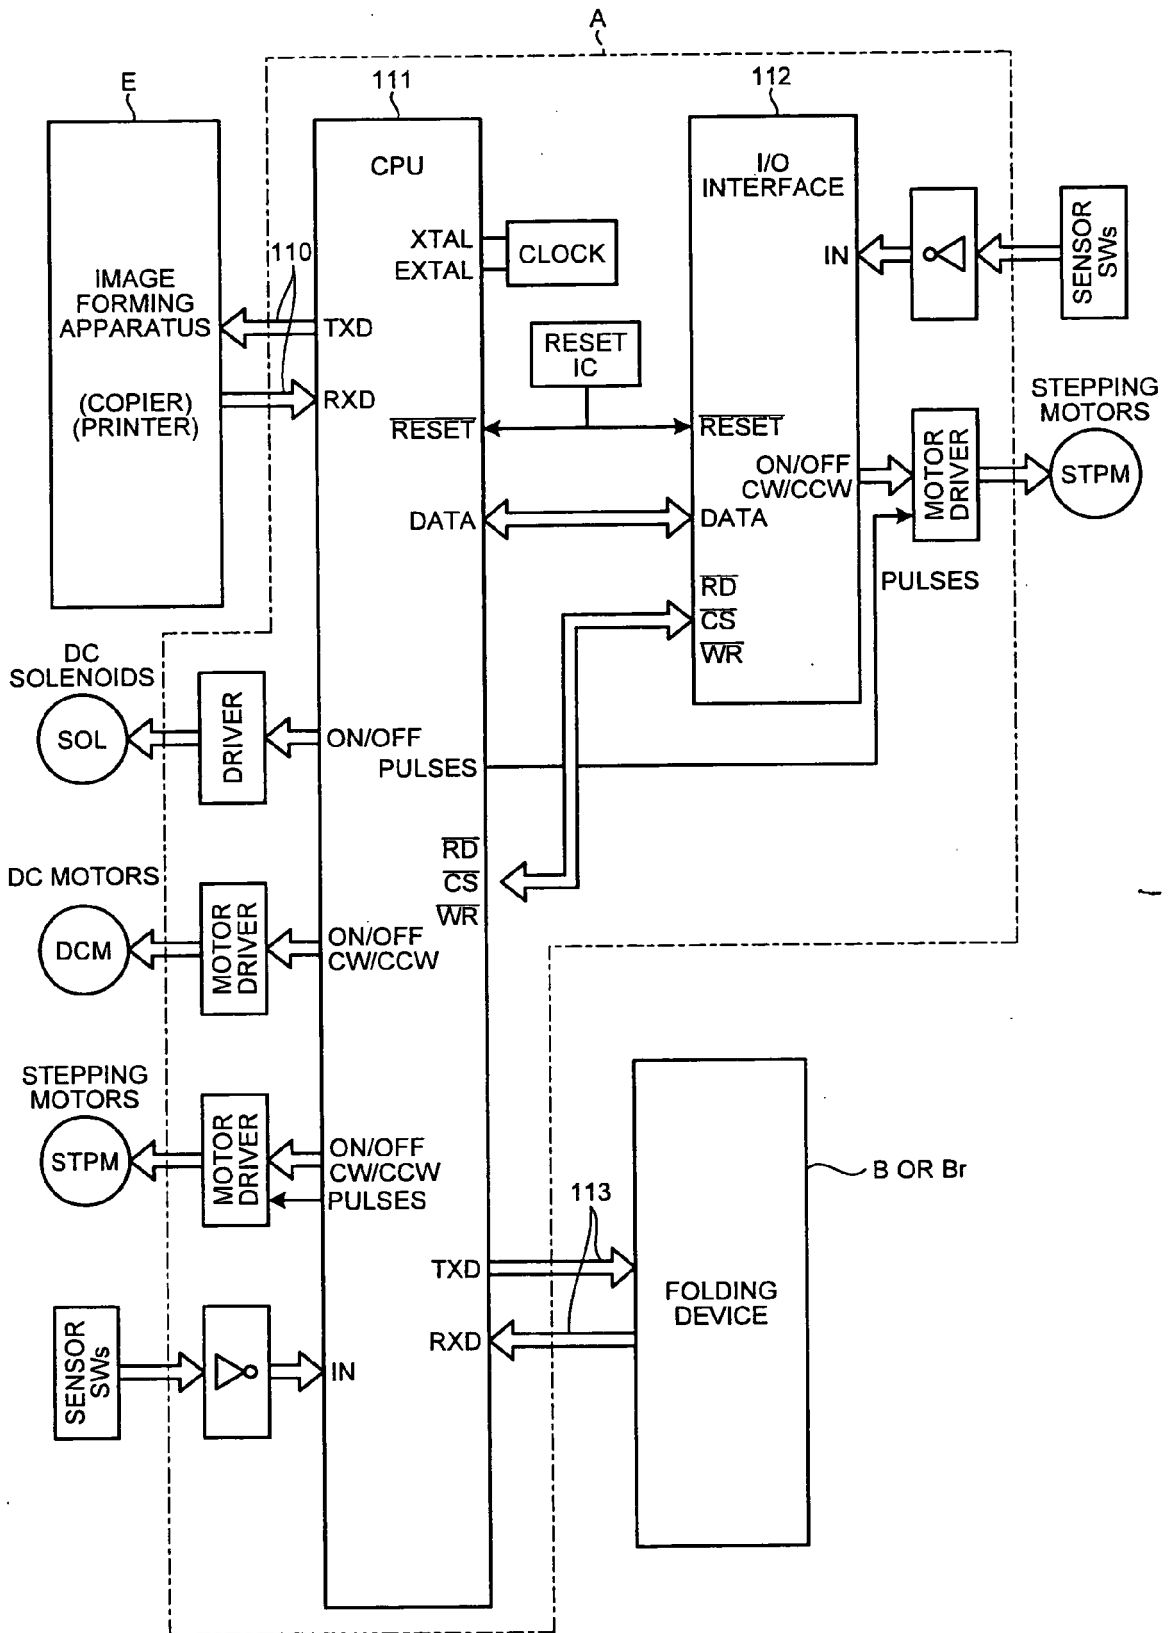 A
E
111
112
CPU
I/O
INTERFACE
XTAL
EXTAL
CLOCK
IN
SENSOR
SWs
110
IMAGE
FORMING
APPARATUS
(COPIER)
(PRINTER)
TXD
RXD
RESET
IC
RESET
RESET
STEPPING
MOTORS
ON/OFF
CW/CCW
MOTOR
DRIVER
STPM
DATA
DATA
PULSES
RD
CS
WR
DC
SOLENOIDS
SOL
DRIVER
ON/OFF
PULSES
RD
CS
WR
DC MOTORS
DCM
MOTOR
DRIVER
ON/OFF
CW/CCW
STEPPING
MOTORS
STPM
MOTOR
DRIVER
ON/OFF
CW/CCW
PULSES
B OR Br
113
TXD
RXD
FOLDING
DEVICE
SENSOR
SWs
IN